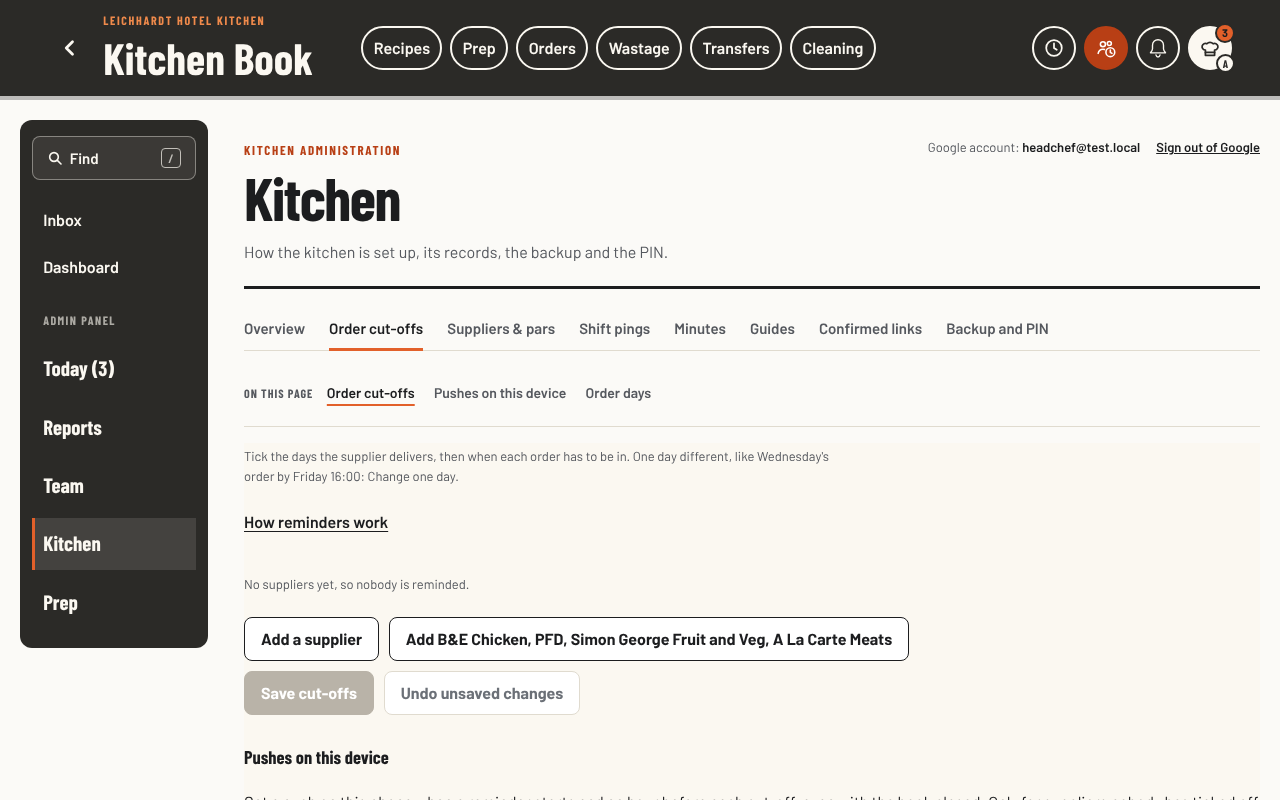 LEICHHARDT HOTEL KITCHEN
Kitchen Book
Recipes
Prep
Orders
Wastage
Transfers
Cleaning
3
A
Find
/
Inbox
Dashboard
ADMIN PANEL
Today (3)
Reports
Team
Kitchen
Prep
KITCHEN ADMINISTRATION
Google account: headchef@test.local
Sign out of Google
Kitchen
How the kitchen is set up, its records, the backup and the PIN.
Overview
Order cut-offs
Suppliers & pars
Shift pings
Minutes
Guides
Confirmed links
Backup and PIN
ON THIS PAGE
Order cut-offs
Pushes on this device
Order days
Tick the days the supplier delivers, then when each order has to be in. One day different, like Wednesday's
order by Friday 16:00: Change one day.
How reminders work
No suppliers yet, so nobody is reminded.
Add a supplier
Add B&E Chicken, PFD, Simon George Fruit and Veg, A La Carte Meats
Save cut-offs
Undo unsaved changes
Pushes on this device